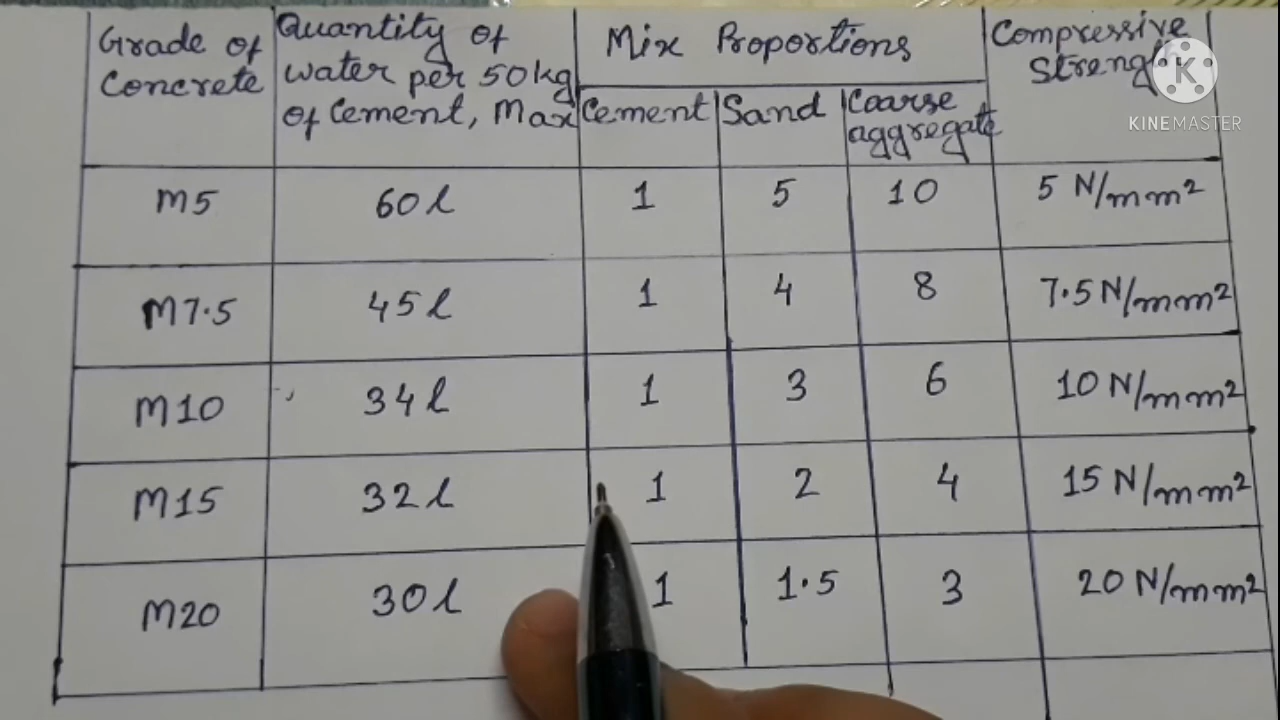 Grade of Concrete
Quantity of water per 50kg of Cement, Max
Mix Proportions
Compressive Strength
Cement Sand Coarse aggregate
M5 60l 1 5 10 5 N/mm²
M7.5 45l 1 4 8 7.5 N/mm²
M10 34l 1 3 6 10 N/mm²
M15 32l 1 2 4 15 N/mm²
M20 30l 1 1.5 3 20 N/mm²
K
KINEMASTER